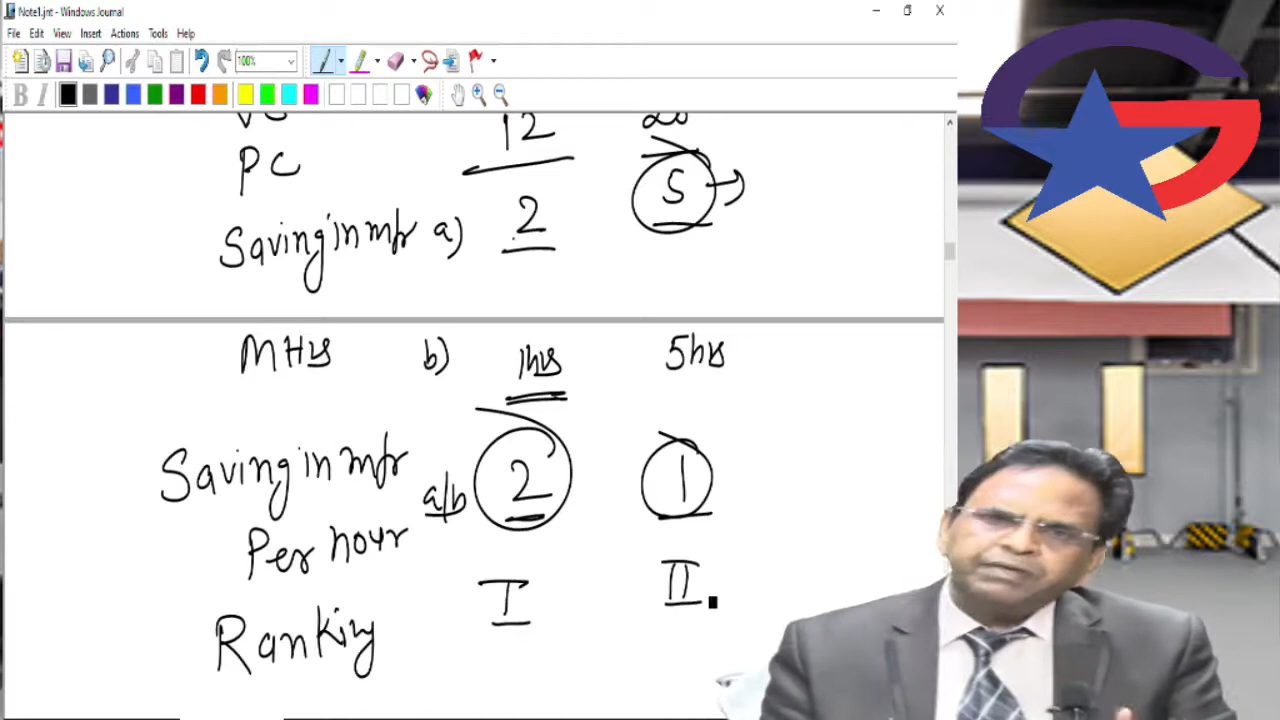 Note1.jnt - Windows Journal
File Edit View Insert Actions Tools Help
100%
B I
12
PC
2 5
Saving in mfr a)
MHrs b) 1hrs 5hrs
Saving in mfr
a/b 2 1
Per hour
I II
Ranking